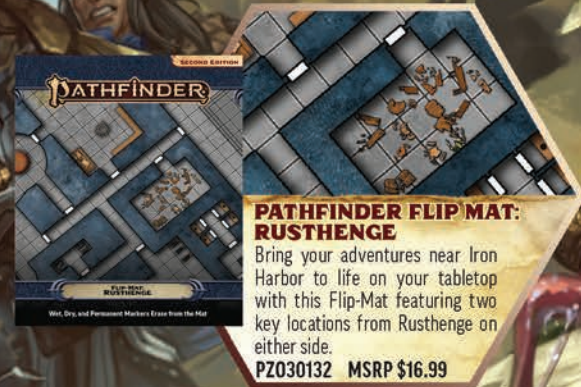 SECOND EDITION
PATHFINDER
FLIP-MAT:
RUSTHENGE
Wet, Dry, and Permanent Markers Erase from the Mat
PATHFINDER FLIP MAT:
RUSTHENGE
Bring your adventures near Iron
Harbor to life on your tabletop
with this Flip-Mat featuring two
key locations from Rusthenge on
either side.
PZO30132 MSRP $16.99